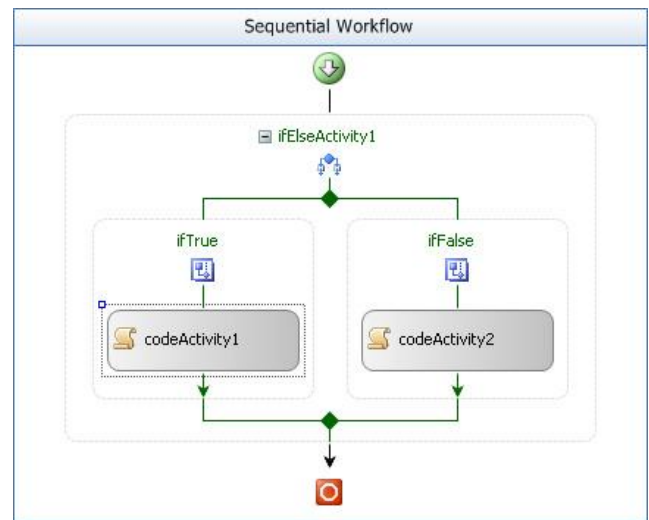 Sequential Workflow
ifElseActivity1
ifTrue
ifFalse
codeActivity1
codeActivity2